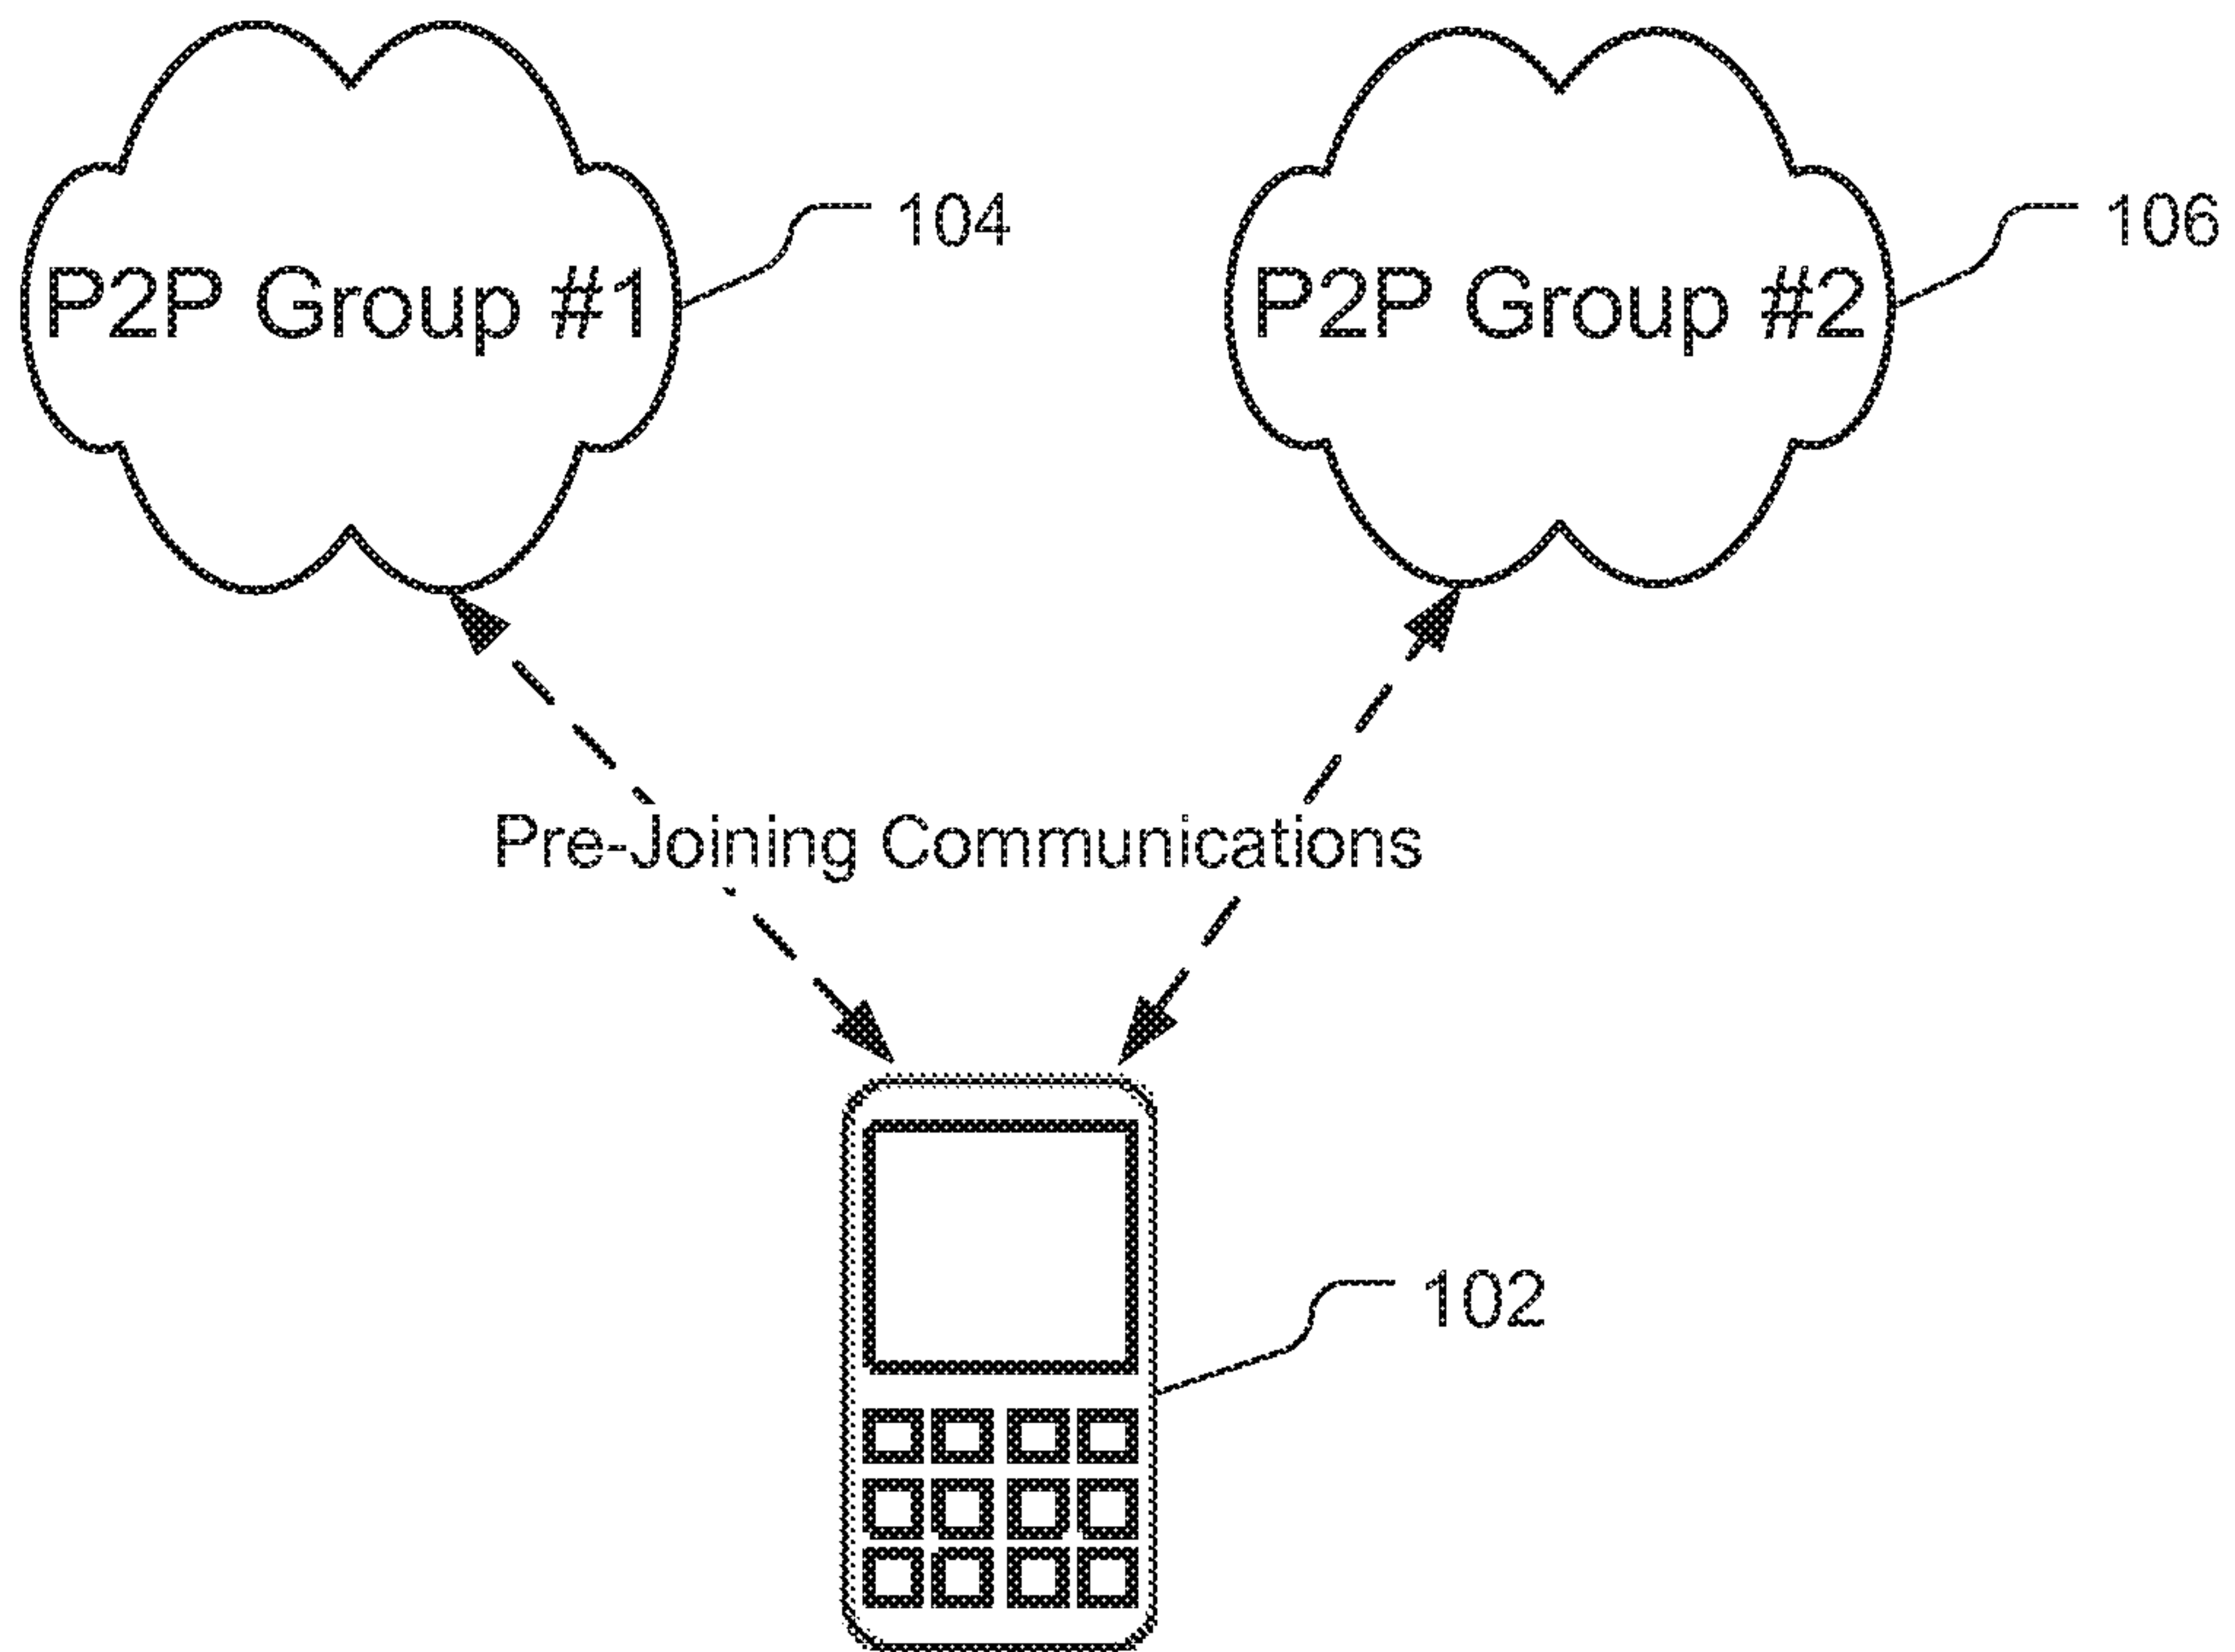 104
106
P2P Group #1
P2P Group #2
Pre-Joining Communications
102